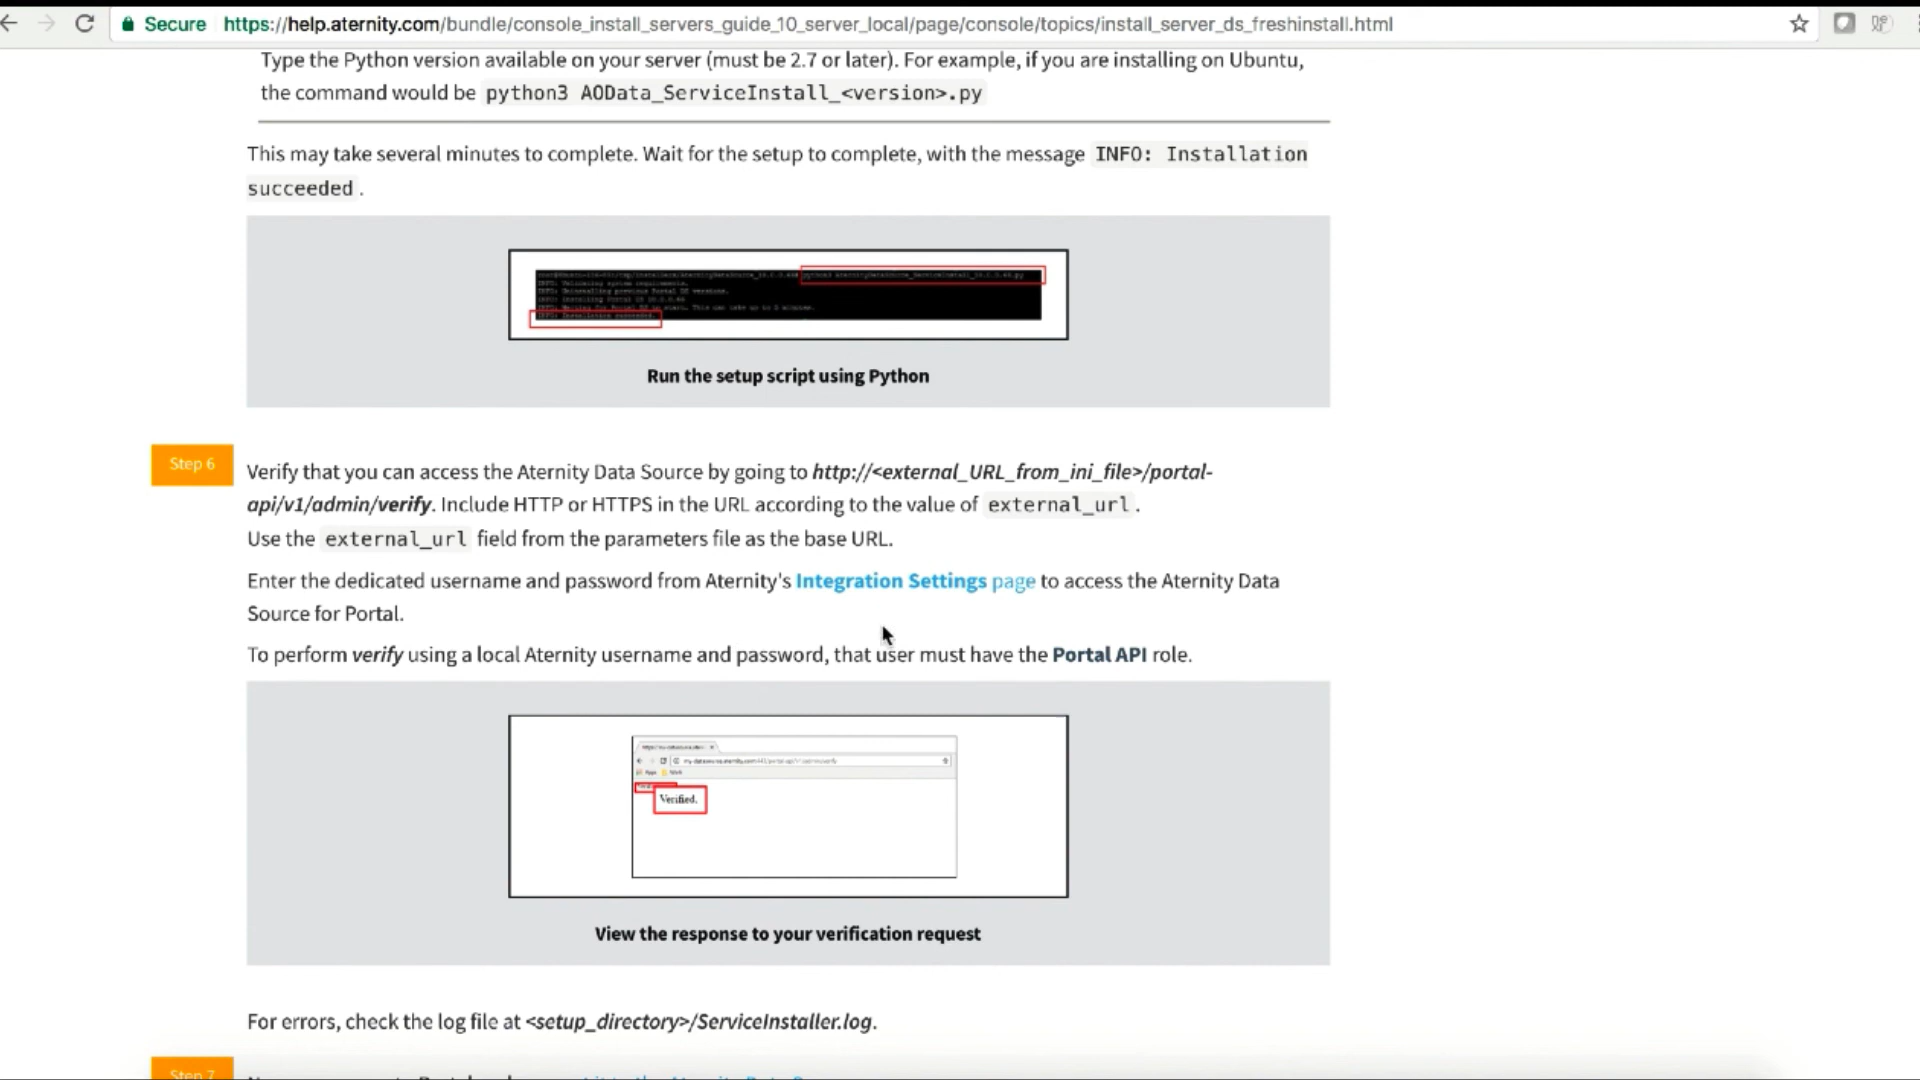 Secure https://help.aternity.com/bundle/console_install_servers_guide_10_server_local/page/console/topics/install_server_ds_freshinstall.html
Type the Python version available on your server (must be 2.7 or later). For example, if you are installing on Ubuntu,
the command would be python3 AOData_ServiceInstall_<version>.py
This may take several minutes to complete. Wait for the setup to complete, with the message INFO: Installation
succeeded .
INFO: Installation succeeded.
Run the setup script using Python
Step 6
Verify that you can access the Aternity Data Source by going to http://<external_URL_from_ini_file>/portal-
api/v1/admin/verify. Include HTTP or HTTPS in the URL according to the value of external_url .
Use the external_url field from the parameters file as the base URL.
Enter the dedicated username and password from Aternity's Integration Settings page to access the Aternity Data
Source for Portal.
To perform verify using a local Aternity username and password, that user must have the Portal API role.
Verified.
View the response to your verification request
For errors, check the log file at <setup_directory>/ServiceInstaller.log.
Step 7